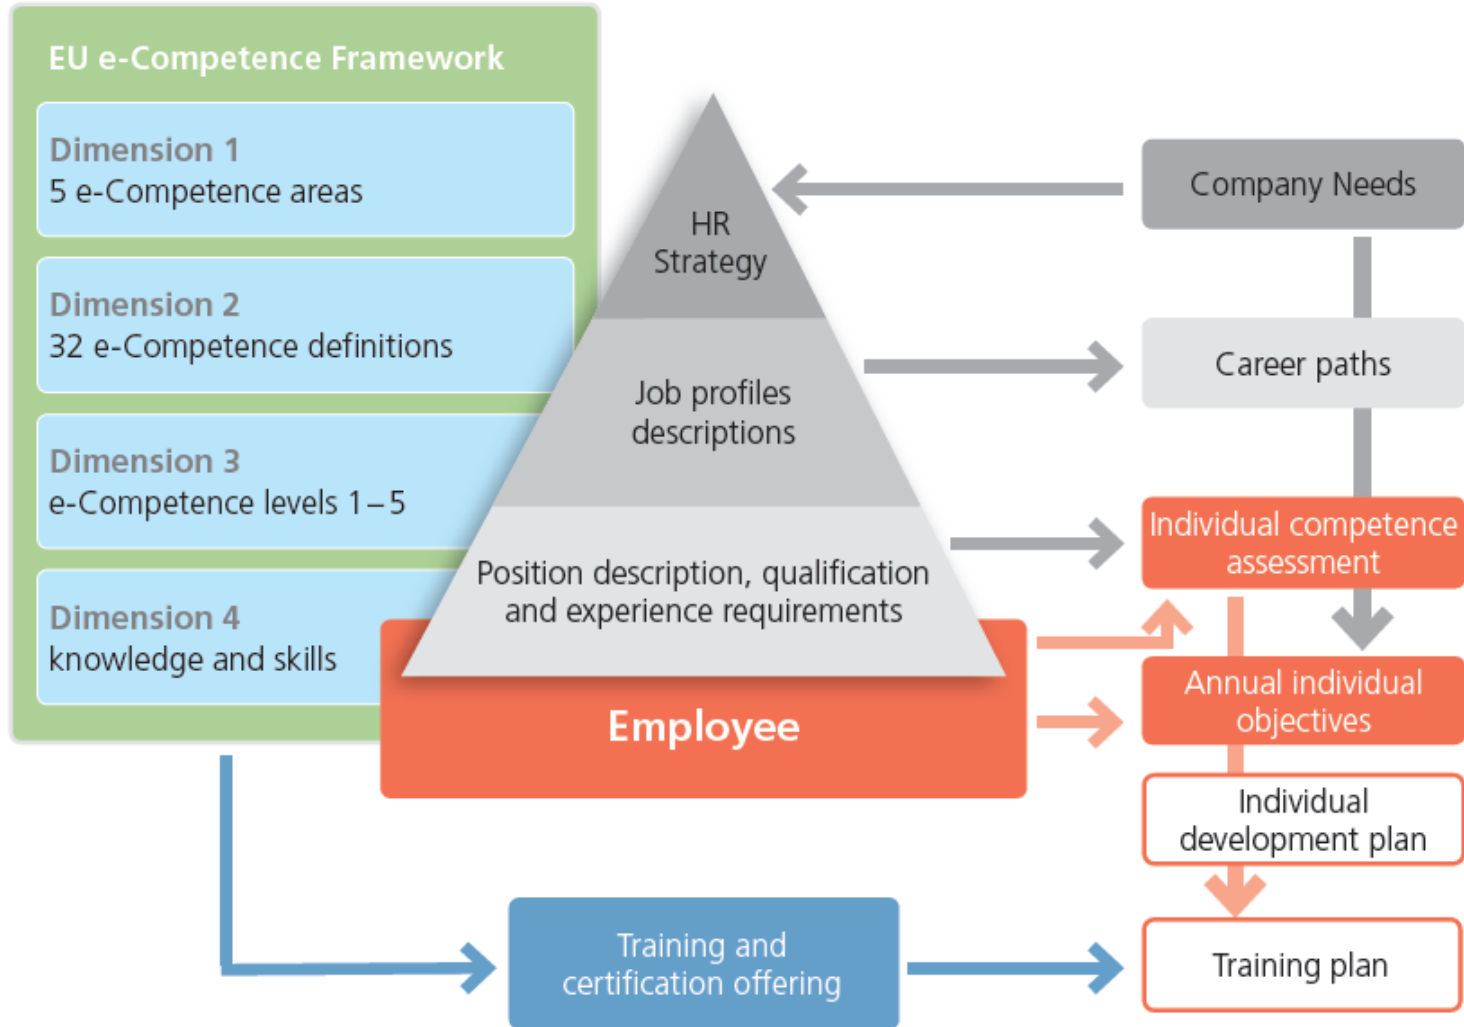 EU e-Competence Framework
Dimension 1
5 e-Competence areas
Dimension 2
32 e-Competence definitions
Dimension 3
e-Competence levels 1–5
Dimension 4
knowledge and skills
HR
Strategy
Job profiles
descriptions
Position description, qualification
and experience requirements
Employee
Training and
certification offering
Company Needs
Career paths
Individual competence
assessment
Annual individual
objectives
Individual
development plan
Training plan